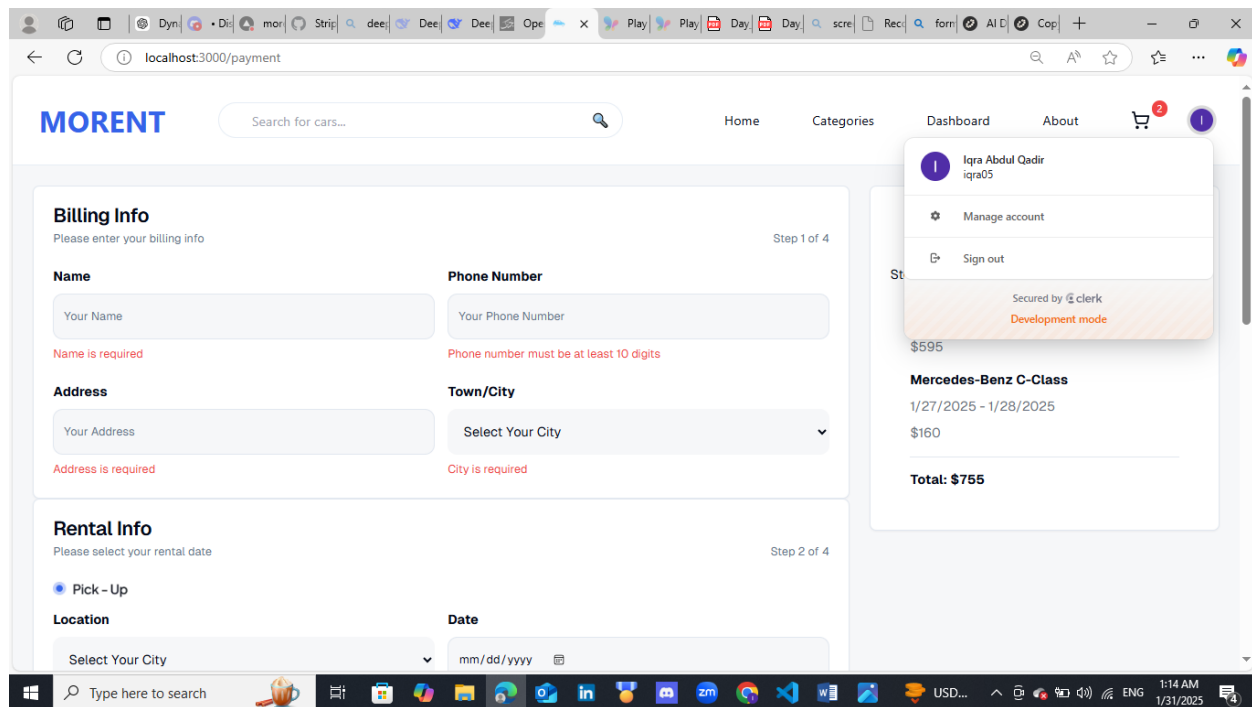 Dyn
Dis
mor
Strip
deep
Dee
Dee
Ope
Play
Play
Day
Day
scre
Rec
forn
AI D
Cop
localhost:3000/payment
MORENT
Search for cars...
Home
Categories
Dashboard
About
2
I
I
Iqra Abdul Qadir
iqra05
Manage account
Sign out
Secured by clerk
Development mode
Billing Info
Please enter your billing info
Step 1 of 4
Name
Phone Number
Your Name
Your Phone Number
Name is required
Phone number must be at least 10 digits
Address
Town/City
Your Address
Select Your City
Address is required
City is required
St
$595
Mercedes-Benz C-Class
1/27/2025 - 1/28/2025
$160
Total: $755
Rental Info
Please select your rental date
Step 2 of 4
Pick – Up
Location
Date
Select Your City
mm/dd/yyyy
Type here to search
USD...
ENG
1:14 AM
1/31/2025
4